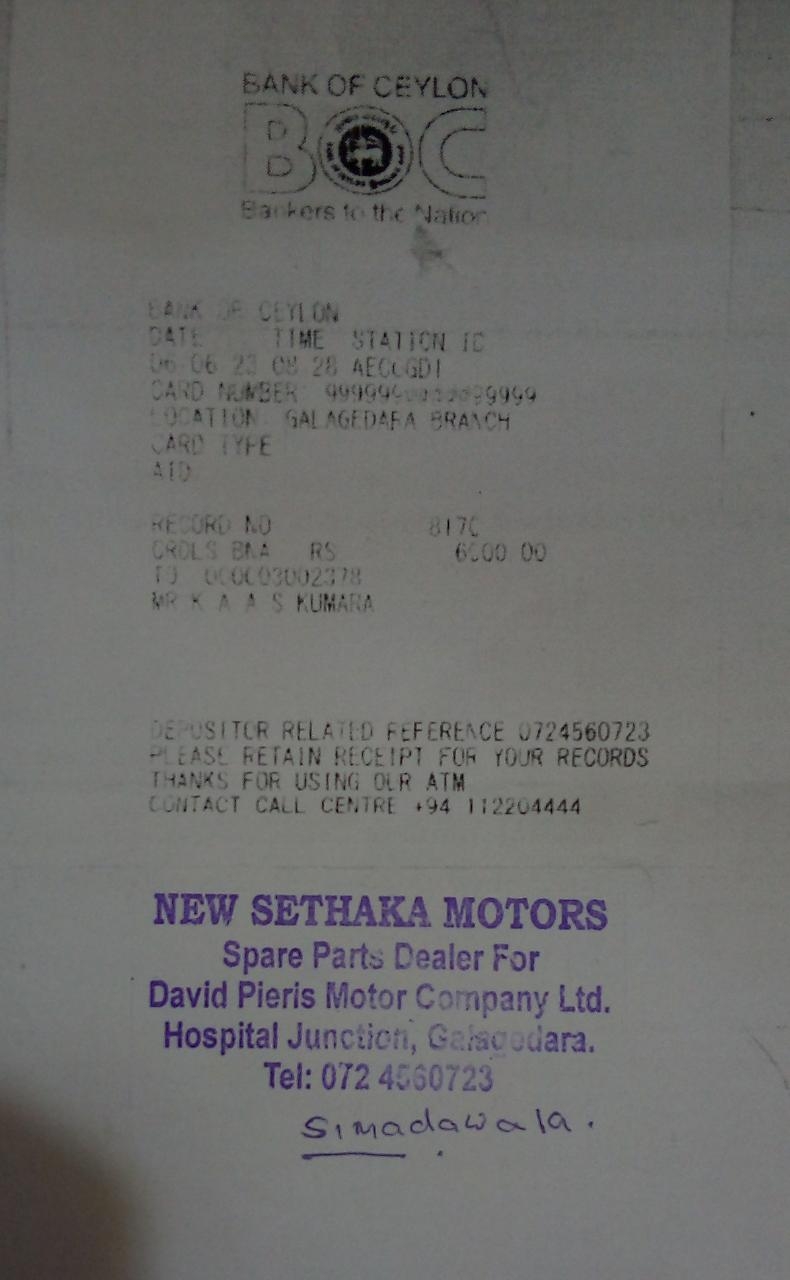 BANK OF CEYLON
BOC
Bankers to the Nation
BANK OF CEYLON
DATE TIME STATION ID
06 06 23 08 28
CARD NUMBER
LOCATION GALAGEDARA BRANCH
CARD TYPE
AID
RECORD NO 8170
CRDLS BNA RS 6000 00
TO
MR K A A S KUMARA
DEPOSITOR RELATED REFERENCE 0724560723
PLEASE RETAIN RECEIPT FOR YOUR RECORDS
THANKS FOR USING OUR ATM
CONTACT CALL CENTRE +94 112204444
NEW SETHAKA MOTORS
Spare Parts Dealer For
David Pieris Motor Company Ltd.
Hospital Junction, Galagedara.
Tel: 072 4560723
Simadawala.